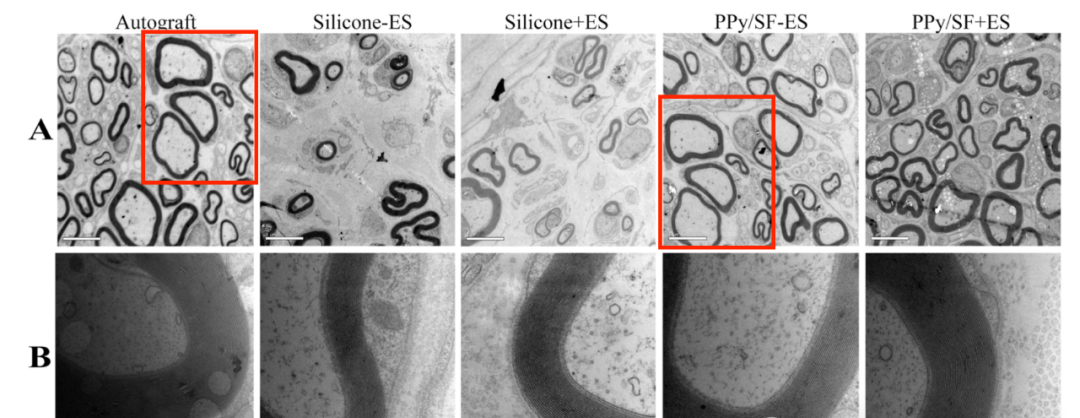 Autograft Silicone-ES Silicone+ES PPy/SF-ES PPy/SF+ES
A
B